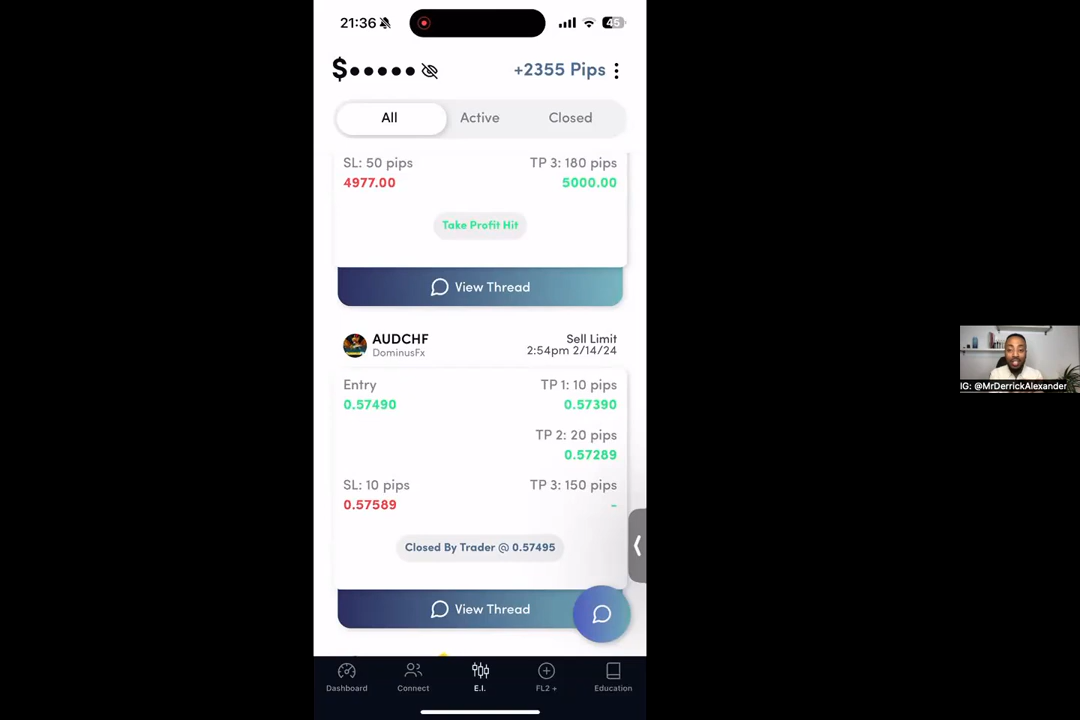 21:36
45
$••••• +2355 Pips
All Active Closed
SL: 50 pips TP 3: 180 pips
4977.00 5000.00
Take Profit Hit
View Thread
AUDCHF Sell Limit
DominusFx 2:54pm 2/14/24
Entry TP 1: 10 pips
0.57490 0.57390
TP 2: 20 pips
0.57289
SL: 10 pips TP 3: 150 pips
0.57589 -
Closed By Trader @ 0.57495
View Thread
Dashboard Connect E.I. FL2 + Education
IG: @MrDerrickAlexander